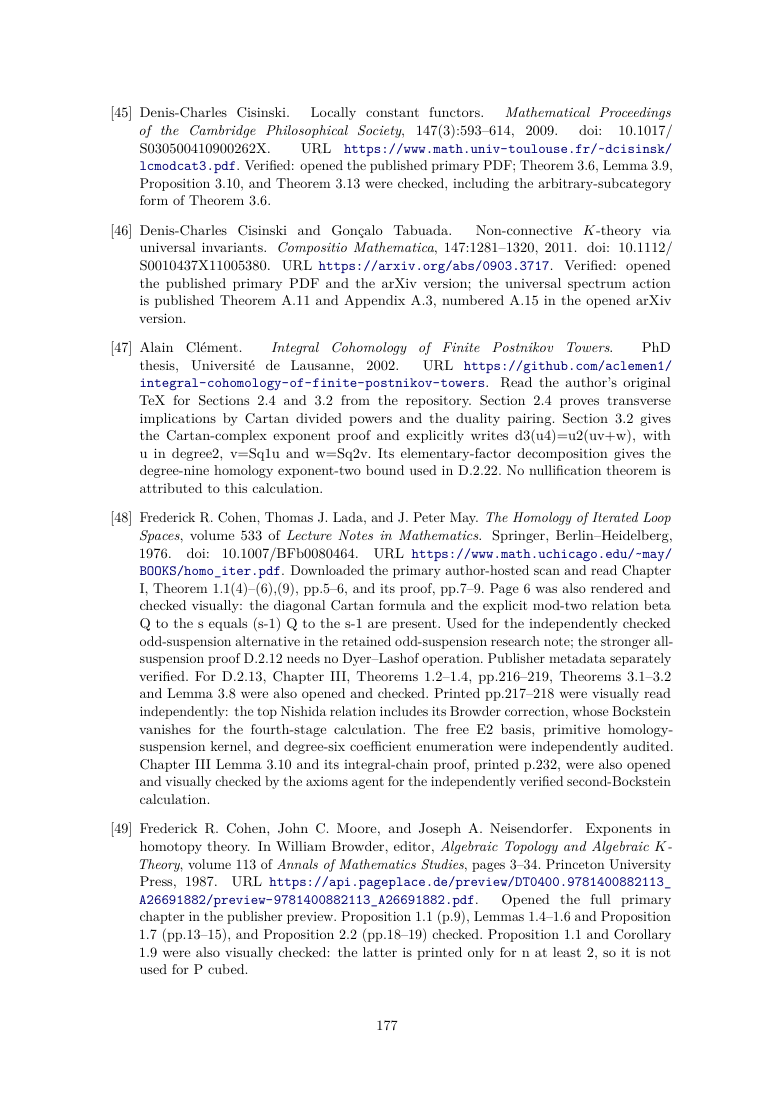 [45] Denis-Charles Cisinski. Locally constant functors. Mathematical Proceedings
of the Cambridge Philosophical Society, 147(3):593–614, 2009. doi: 10.1017/
S030500410900262X. URL https://www.math.univ-toulouse.fr/~dcisinsk/
lcmodcat3.pdf. Verified: opened the published primary PDF; Theorem 3.6, Lemma 3.9,
Proposition 3.10, and Theorem 3.13 were checked, including the arbitrary-subcategory
form of Theorem 3.6.
[46] Denis-Charles Cisinski and Gonçalo Tabuada. Non-connective K-theory via
universal invariants. Compositio Mathematica, 147:1281–1320, 2011. doi: 10.1112/
S0010437X11005380. URL https://arxiv.org/abs/0903.3717. Verified: opened
the published primary PDF and the arXiv version; the universal spectrum action
is published Theorem A.11 and Appendix A.3, numbered A.15 in the opened arXiv
version.
[47] Alain Clément. Integral Cohomology of Finite Postnikov Towers. PhD
thesis, Université de Lausanne, 2002. URL https://github.com/aclemen1/
integral-cohomology-of-finite-postnikov-towers. Read the author's original
TeX for Sections 2.4 and 3.2 from the repository. Section 2.4 proves transverse
implications by Cartan divided powers and the duality pairing. Section 3.2 gives
the Cartan-complex exponent proof and explicitly writes d3(u4)=u2(uv+w), with
u in degree2, v=Sq1u and w=Sq2v. Its elementary-factor decomposition gives the
degree-nine homology exponent-two bound used in D.2.22. No nullification theorem is
attributed to this calculation.
[48] Frederick R. Cohen, Thomas J. Lada, and J. Peter May. The Homology of Iterated Loop
Spaces, volume 533 of Lecture Notes in Mathematics. Springer, Berlin–Heidelberg,
1976. doi: 10.1007/BFb0080464. URL https://www.math.uchicago.edu/~may/
BOOKS/homo_iter.pdf. Downloaded the primary author-hosted scan and read Chapter
I, Theorem 1.1(4)–(6),(9), pp.5–6, and its proof, pp.7–9. Page 6 was also rendered and
checked visually: the diagonal Cartan formula and the explicit mod-two relation beta
Q to the s equals (s-1) Q to the s-1 are present. Used for the independently checked
odd-suspension alternative in the retained odd-suspension research note; the stronger all-
suspension proof D.2.12 needs no Dyer–Lashof operation. Publisher metadata separately
verified. For D.2.13, Chapter III, Theorems 1.2–1.4, pp.216–219, Theorems 3.1–3.2
and Lemma 3.8 were also opened and checked. Printed pp.217–218 were visually read
independently: the top Nishida relation includes its Browder correction, whose Bockstein
vanishes for the fourth-stage calculation. The free E2 basis, primitive homology-
suspension kernel, and degree-six coefficient enumeration were independently audited.
Chapter III Lemma 3.10 and its integral-chain proof, printed p.232, were also opened
and visually checked by the axioms agent for the independently verified second-Bockstein
calculation.
[49] Frederick R. Cohen, John C. Moore, and Joseph A. Neisendorfer. Exponents in
homotopy theory. In William Browder, editor, Algebraic Topology and Algebraic K-
Theory, volume 113 of Annals of Mathematics Studies, pages 3–34. Princeton University
Press, 1987. URL https://api.pageplace.de/preview/DT0400.9781400882113_
A26691882/preview-9781400882113_A26691882.pdf. Opened the full primary
chapter in the publisher preview. Proposition 1.1 (p.9), Lemmas 1.4–1.6 and Proposition
1.7 (pp.13–15), and Proposition 2.2 (pp.18–19) checked. Proposition 1.1 and Corollary
1.9 were also visually checked: the latter is printed only for n at least 2, so it is not
used for P cubed.
177